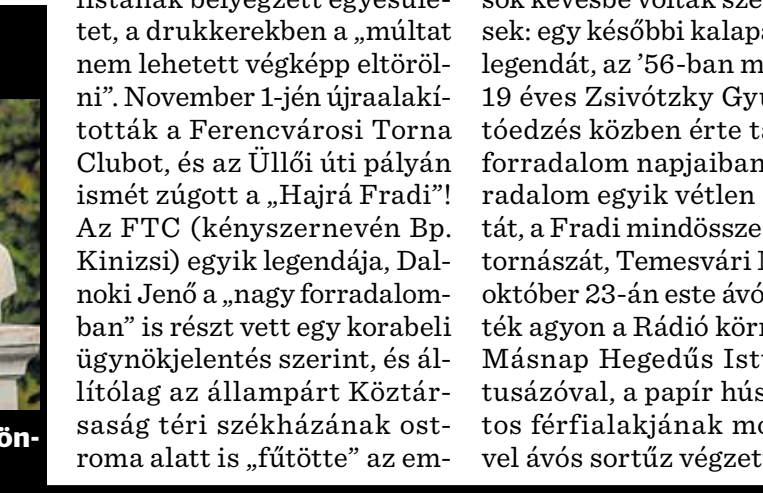 ön-
tet, a drukkerekben a „múltat
nem lehetett végképp eltöröl-
ni”. November 1-jén újraalakí-
tották a Ferencvárosi Torna
Clubot, és az Üllői úti pályán
ismét zúgott a „Hajrá Fradi”!
Az FTC (kényszernevén Bp.
Kinizsi) egyik legendája, Dal-
noki Jenő a „nagy forradalom-
ban” is részt vett egy korabeli
ügynökjelentés szerint, és ál-
lítólag az állampárt Köztár-
saság téri székházának ost-
roma alatt is „fűtötte” az em-
sek: egy későbbi kalapá
legendát, az ’56-ban m
19 éves Zsivótzky Gyu
tóedzés közben érte ta
forradalom napjaiban
radalom egyik vétlen
tát, a Fradi mindössze
tornászát, Temesvári
október 23-án este ávó
ték agyon a Rádió körn
Másnap Hegedűs Ist
tusázóval, a papír hús
tos férfialakjának mo
vel ávós sortűz végzet